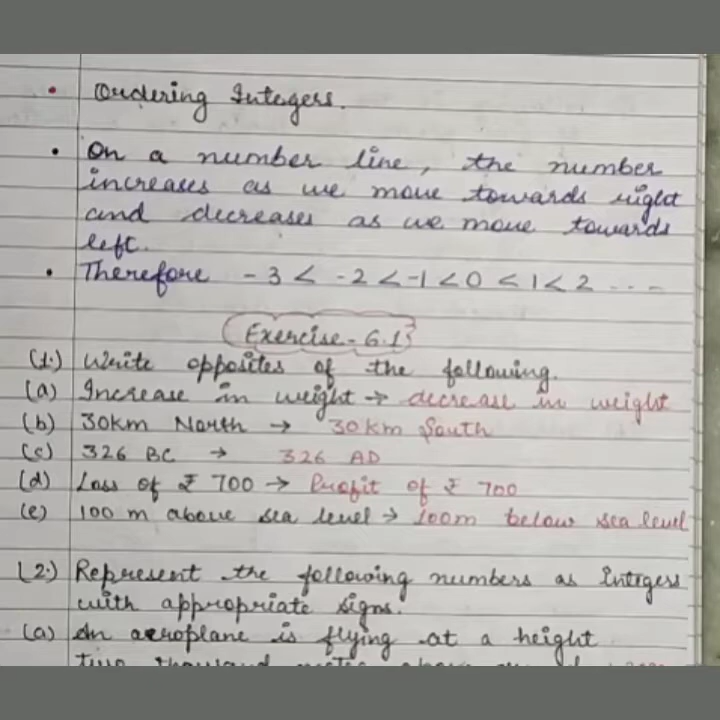 • Ordering Integers.
• On a number line, the number
increases as we move towards right
and decreases as we move towards
left.
• Therefore -3 < -2 < -1 < 0 < 1 < 2 ...
Exercise - 6.1
(1.) Write opposites of the following.
(a) Increase in weight → decrease in weight
(b) 30km North → 30km South
(c) 326 BC → 326 AD
(d) Loss of ₹ 700 → Profit of ₹ 700
(e) 100 m above sea level → 100m below sea level
(2.) Represent the following numbers as Integers
with appropriate signs.
(a) An aeroplane is flying at a height
two thousand